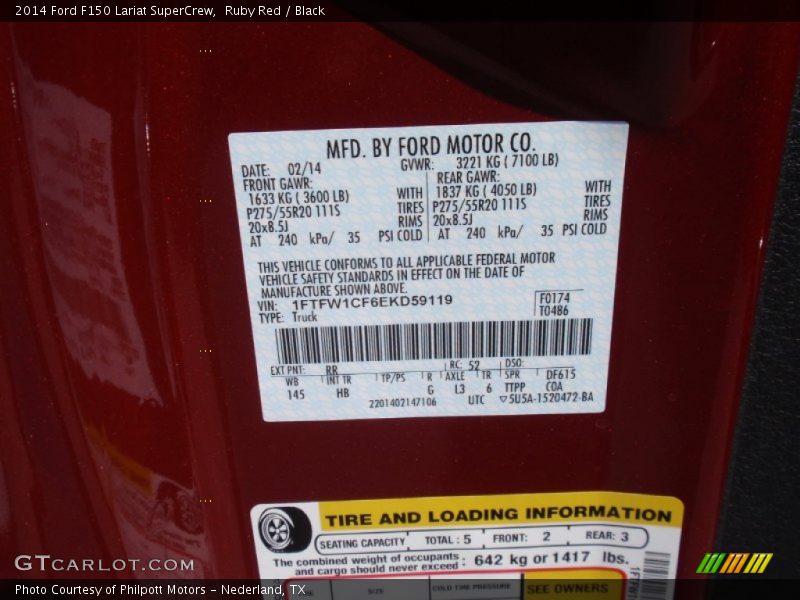 2014 Ford F150 Lariat SuperCrew,  Ruby Red / Black
MFD. BY FORD MOTOR CO.
DATE: 02/14 GVWR: 3221 KG ( 7100 LB)
FRONT GAWR: REAR GAWR:
1633 KG ( 3600 LB) WITH 1837 KG ( 4050 LB) WITH
P275/55R20 111S TIRES P275/55R20 111S TIRES
20x8.5J RIMS 20x8.5J RIMS
AT 240 kPa/ 35 PSI COLD AT 240 kPa/ 35 PSI COLD
THIS VEHICLE CONFORMS TO ALL APPLICABLE FEDERAL MOTOR
VEHICLE SAFETY STANDARDS IN EFFECT ON THE DATE OF
MANUFACTURE SHOWN ABOVE.
VIN: 1FTFW1CF6EKD59119 F0174
TYPE: Truck T0486
EXT PNT: RR RC: 52 DSO:
WB INT TR TP/PS R AXLE TR SPR DF615
145 HB G L3 6 TTPP COA
2201402147106 UTC 5U5A-1520472-BA
TIRE AND LOADING INFORMATION
SEATING CAPACITY TOTAL : 5 FRONT: 2 REAR: 3
The combined weight of occupants and cargo should never exceed : 642 kg or 1417 lbs.
SIZE COLD TIRE PRESSURE SEE OWNERS
GTCARLOT.COM
Photo Courtesy of Philpott Motors - Nederland, TX